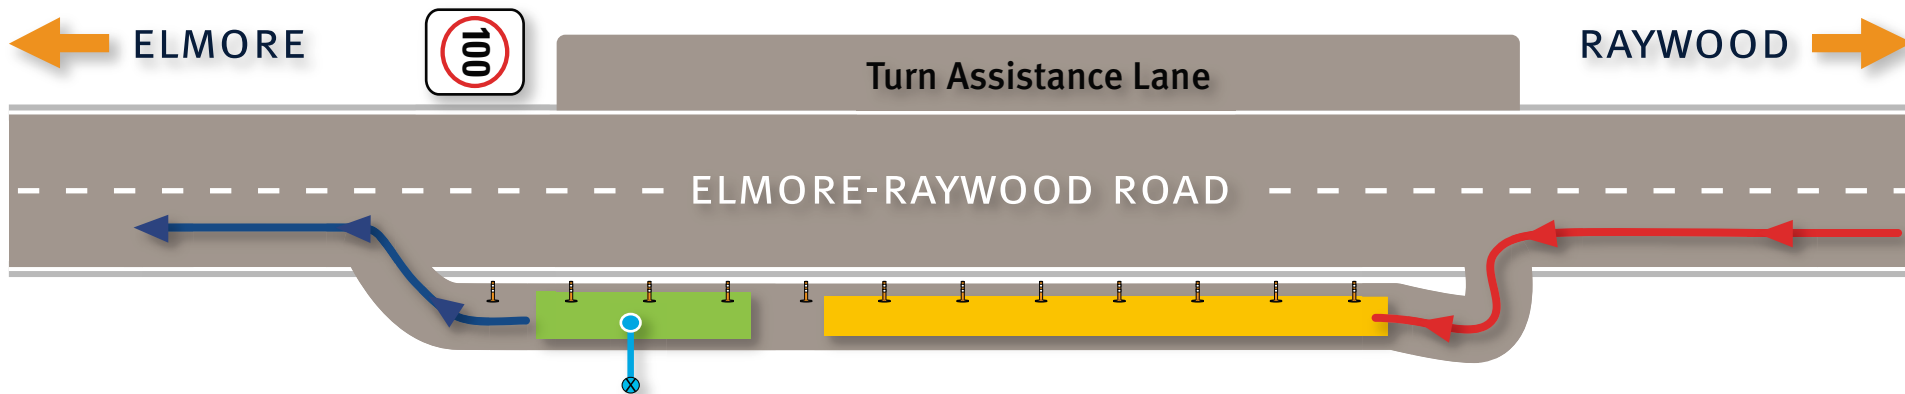 ELMORE
100
Turn Assistance Lane
RAYWOOD
ELMORE-RAYWOOD ROAD
X